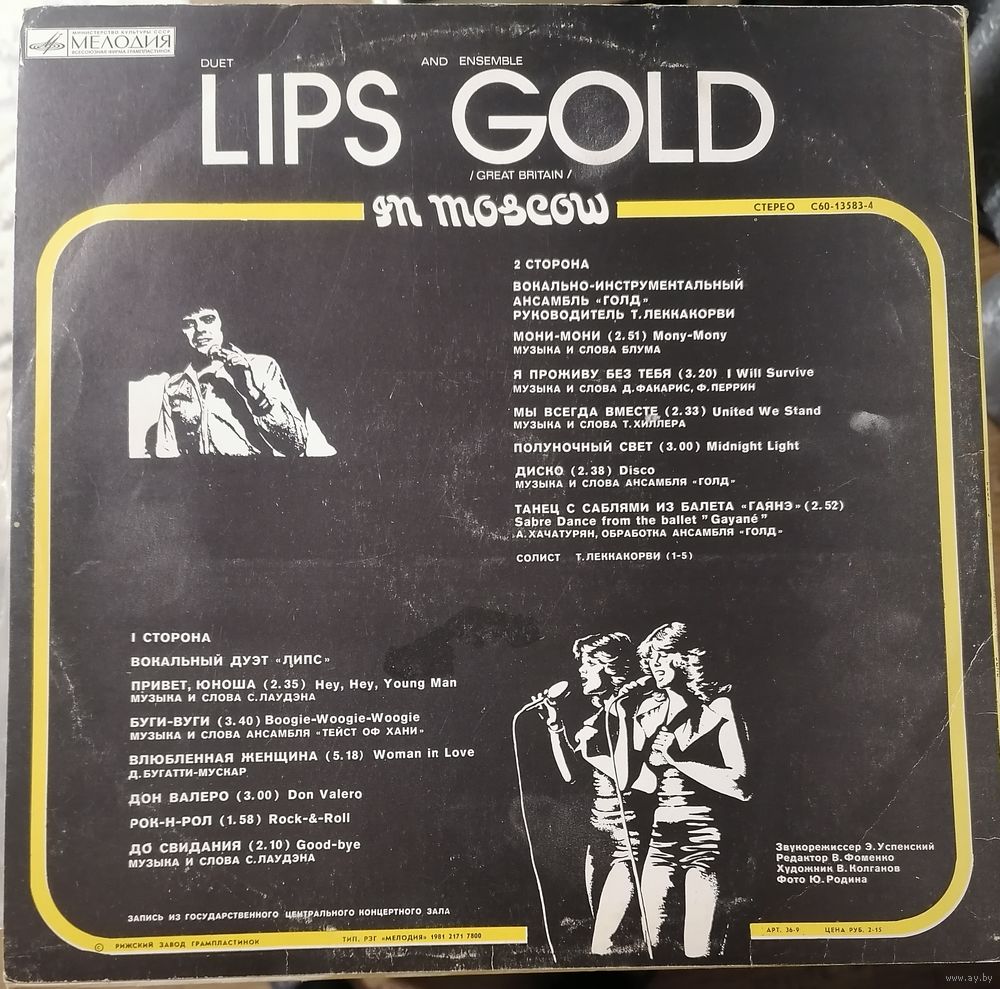 МИНИСТЕРСТВО КУЛЬТУРЫ СССР
МЕЛОДИЯ
ВСЕСОЮЗНАЯ ФИРМА ГРАМПЛАСТИНОК
DUET AND ENSEMBLE
LIPS GOLD
/ GREAT BRITAIN /
in moscow
СТЕРЕО С60-13583-4
2 СТОРОНА
ВОКАЛЬНО-ИНСТРУМЕНТАЛЬНЫЙ
АНСАМБЛЬ «ГОЛД»
РУКОВОДИТЕЛЬ Т.ЛЕККАКОРВИ
МОНИ-МОНИ (2.51) Mony-Mony
МУЗЫКА И СЛОВА БЛУМА
Я ПРОЖИВУ БЕЗ ТЕБЯ (3.20) I Will Survive
МУЗЫКА И СЛОВА Д.ФАКАРИС, Ф.ПЕРРИН
МЫ ВСЕГДА ВМЕСТЕ (2.33) United We Stand
МУЗЫКА И СЛОВА Т.ХИЛЛЕРА
ПОЛУНОЧНЫЙ СВЕТ (3.00) Midnight Light
ДИСКО (2.38) Disco
МУЗЫКА И СЛОВА АНСАМБЛЯ «ГОЛД»
ТАНЕЦ С САБЛЯМИ ИЗ БАЛЕТА «ГАЯНЭ» (2.52)
Sabre Dance from the ballet ”Gayané”
А.ХАЧАТУРЯН, ОБРАБОТКА АНСАМБЛЯ «ГОЛД»
СОЛИСТ Т.ЛЕККАКОРВИ (1-5)
I СТОРОНА
ВОКАЛЬНЫЙ ДУЭТ «ЛИПС»
ПРИВЕТ, ЮНОША (2.35) Hey, Hey, Young Man
МУЗЫКА И СЛОВА С.ЛАУДЭНА
БУГИ-ВУГИ (3.40) Boogie-Woogie-Woogie
МУЗЫКА И СЛОВА АНСАМБЛЯ «ТЕЙСТ ОФ ХАНИ»
ВЛЮБЛЕННАЯ ЖЕНЩИНА (5.18) Woman in Love
Д.БУГАТТИ-МУСКАР
ДОН ВАЛЕРО (3.00) Don Valero
РОК-Н-РОЛ (1.58) Rock-&-Roll
ДО СВИДАНИЯ (2.10) Good-bye
МУЗЫКА И СЛОВА С.ЛАУДЭНА
Звукорежиссер Э.Успенский
Редактор В.Фоменко
Художник В.Колганов
Фото Ю.Родина
ЗАПИСЬ ИЗ ГОСУДАРСТВЕННОГО ЦЕНТРАЛЬНОГО КОНЦЕРТНОГО ЗАЛА
© РИЖСКИЙ ЗАВОД ГРАМПЛАСТИНОК ТИП. РЗГ «МЕЛОДИЯ» 1981 2171 7800 АРТ. 36-9 ЦЕНА РУБ. 2-15
www.ay.by